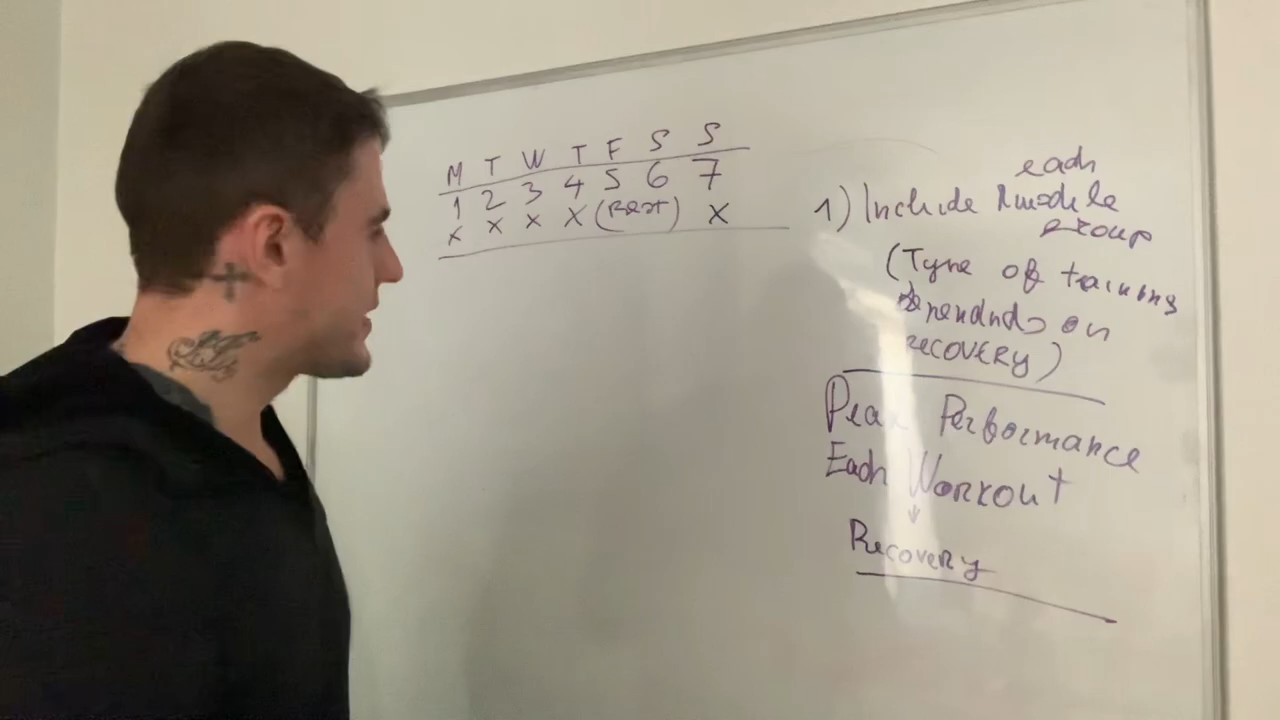 M T W T F S S
1 2 3 4 5 6 7
x x x x (Rest) x
each
1) Include muscle
group
(Type of training
depends on
recovery)
Peak Performance
Each Workout
↓
Recovery